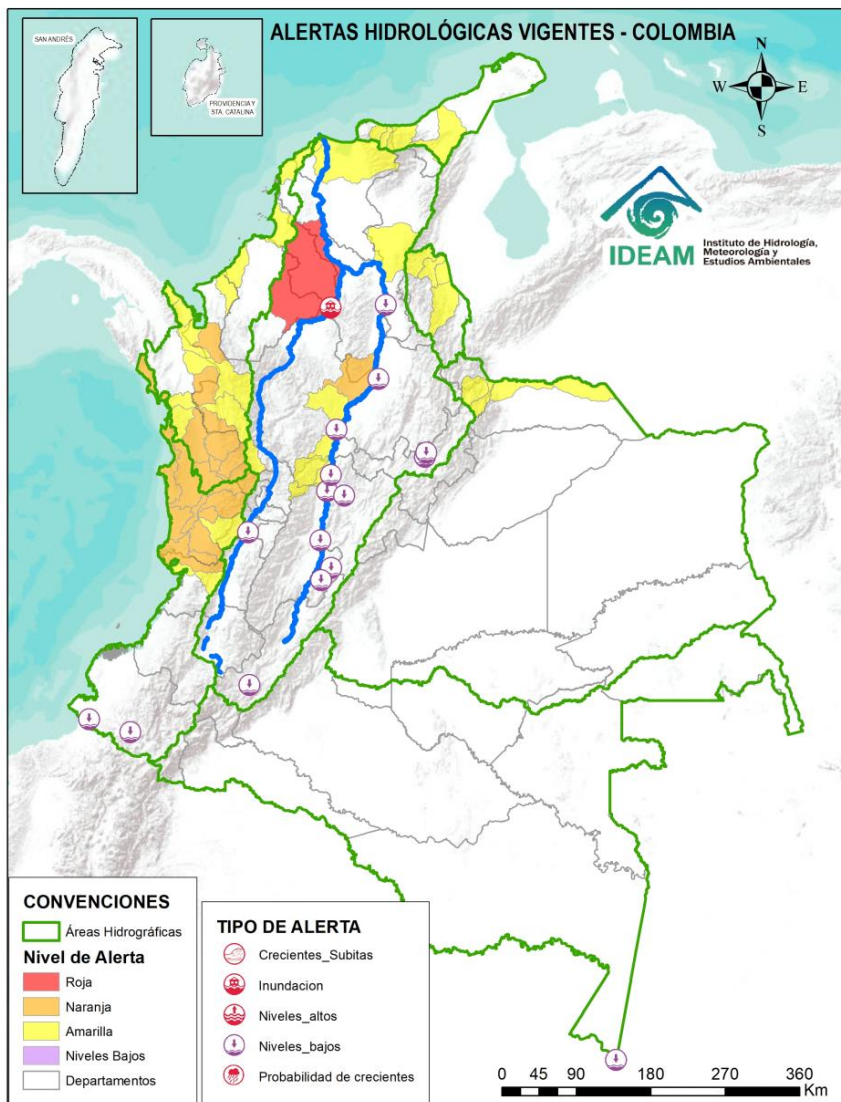 ALERTAS HIDROLÓGICAS VIGENTES - COLOMBIA
SAN ANDRÉS
PROVIDENCIA Y
STA. CATALINA
N
W
E
S
IDEAM
Instituto de Hidrología,
Meteorología y
Estudios Ambientales
CONVENCIONES
Áreas Hidrográficas
Nivel de Alerta
Roja
Naranja
Amarilla
Niveles Bajos
Departamentos
TIPO DE ALERTA
Crecientes_Subitas
Inundacion
Niveles_altos
Niveles_bajos
Probabilidad de crecientes
0 45 90 180 270 360
Km